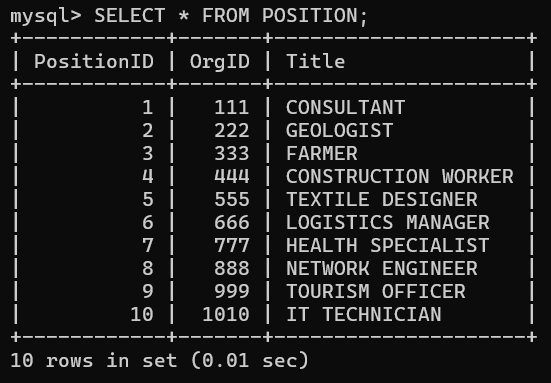 mysql> SELECT * FROM POSITION;
+------------+-------+---------------------+
| PositionID | OrgID | Title               |
+------------+-------+---------------------+
|          1 |   111 | CONSULTANT          |
|          2 |   222 | GEOLOGIST           |
|          3 |   333 | FARMER              |
|          4 |   444 | CONSTRUCTION WORKER |
|          5 |   555 | TEXTILE DESIGNER    |
|          6 |   666 | LOGISTICS MANAGER   |
|          7 |   777 | HEALTH SPECIALIST   |
|          8 |   888 | NETWORK ENGINEER    |
|          9 |   999 | TOURISM OFFICER     |
|         10 |  1010 | IT TECHNICIAN       |
+------------+-------+---------------------+
10 rows in set (0.01 sec)